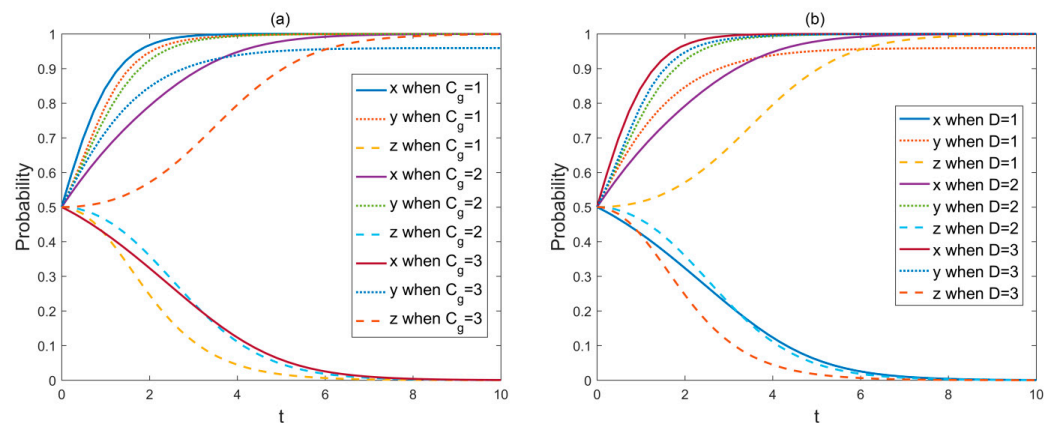 (a)
1
0.9
0.8
0.7
0.6
0.5
0.4
0.3
0.2
0.1
0
Probability
0 2 4 6 8 10
t
x when C_g=1
y when C_g=1
z when C_g=1
x when C_g=2
y when C_g=2
z when C_g=2
x when C_g=3
y when C_g=3
z when C_g=3
(b)
1
0.9
0.8
0.7
0.6
0.5
0.4
0.3
0.2
0.1
0
Probability
0 2 4 6 8 10
t
x when D=1
y when D=1
z when D=1
x when D=2
y when D=2
z when D=2
x when D=3
y when D=3
z when D=3